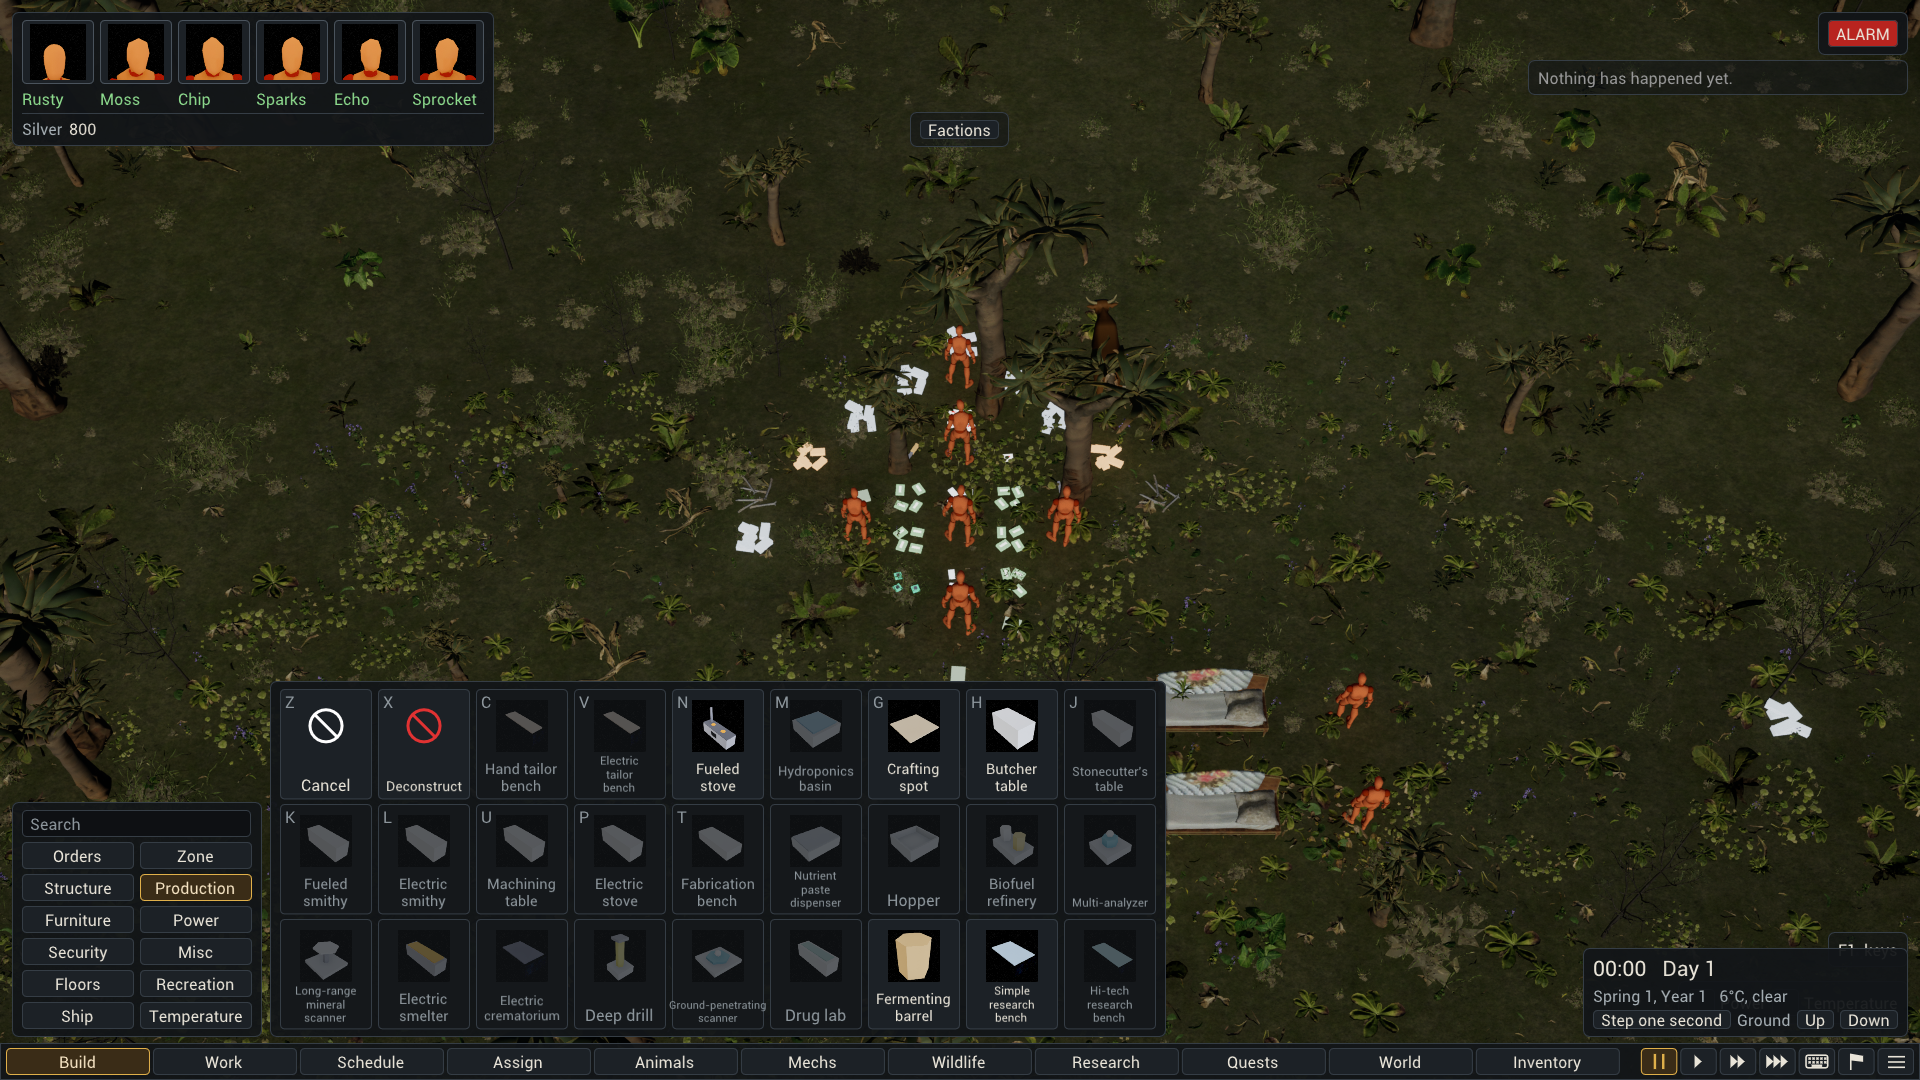 Rusty Moss Chip Sparks Echo Sprocket
Silver 800
ALARM
Nothing has happened yet.
Factions
Z Cancel
X Deconstruct
C Hand tailor bench
V Electric tailor bench
N Fueled stove
M Hydroponics basin
G Crafting spot
H Butcher table
J Stonecutter's table
K Fueled smithy
L Electric smithy
U Machining table
P Electric stove
T Fabrication bench
Nutrient paste dispenser
Hopper
Biofuel refinery
Multi-analyzer
Long-range mineral scanner
Electric smelter
Electric crematorium
Deep drill
Ground-penetrating scanner
Drug lab
Fermenting barrel
Simple research bench
Hi-tech research bench
Search
Orders Zone
Structure Production
Furniture Power
Security Misc
Floors Recreation
Ship Temperature
F1 keys
00:00 Day 1
Spring 1, Year 1 6°C, clear
Temperature
Step one second Ground Up Down
Build Work Schedule Assign Animals Mechs Wildlife Research Quests World Inventory